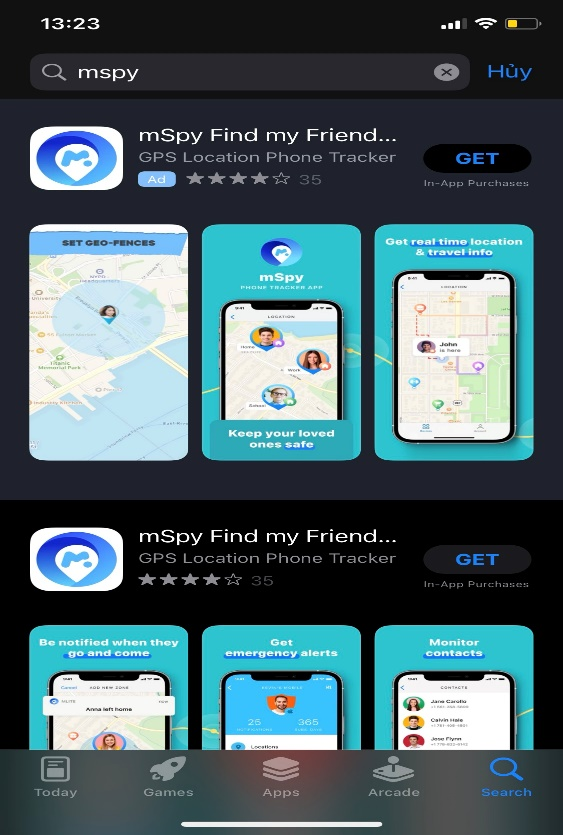 13:23
mspy
Hủy
mSpy Find my Friend...
GPS Location Phone Tracker
GET
Ad
35
In-App Purchases
SET GEO-FENCES
mSpy
PHONE TRACKER APP
LOCATION
Home
Work
School
Keep your loved
ones safe
Get real time location
& travel info
LOCATION
John
is here
mSpy Find my Friend...
GPS Location Phone Tracker
GET
35
In-App Purchases
Be notified when they
go and come
Cancel
ADD NEW ZONE
Anna left home
Get
emergency alerts
25
365
Locations
Monitor
contacts
CONTACTS
Jane Carollo
Calvin Hale
Jose Flynn
Today
Games
Apps
Arcade
Search